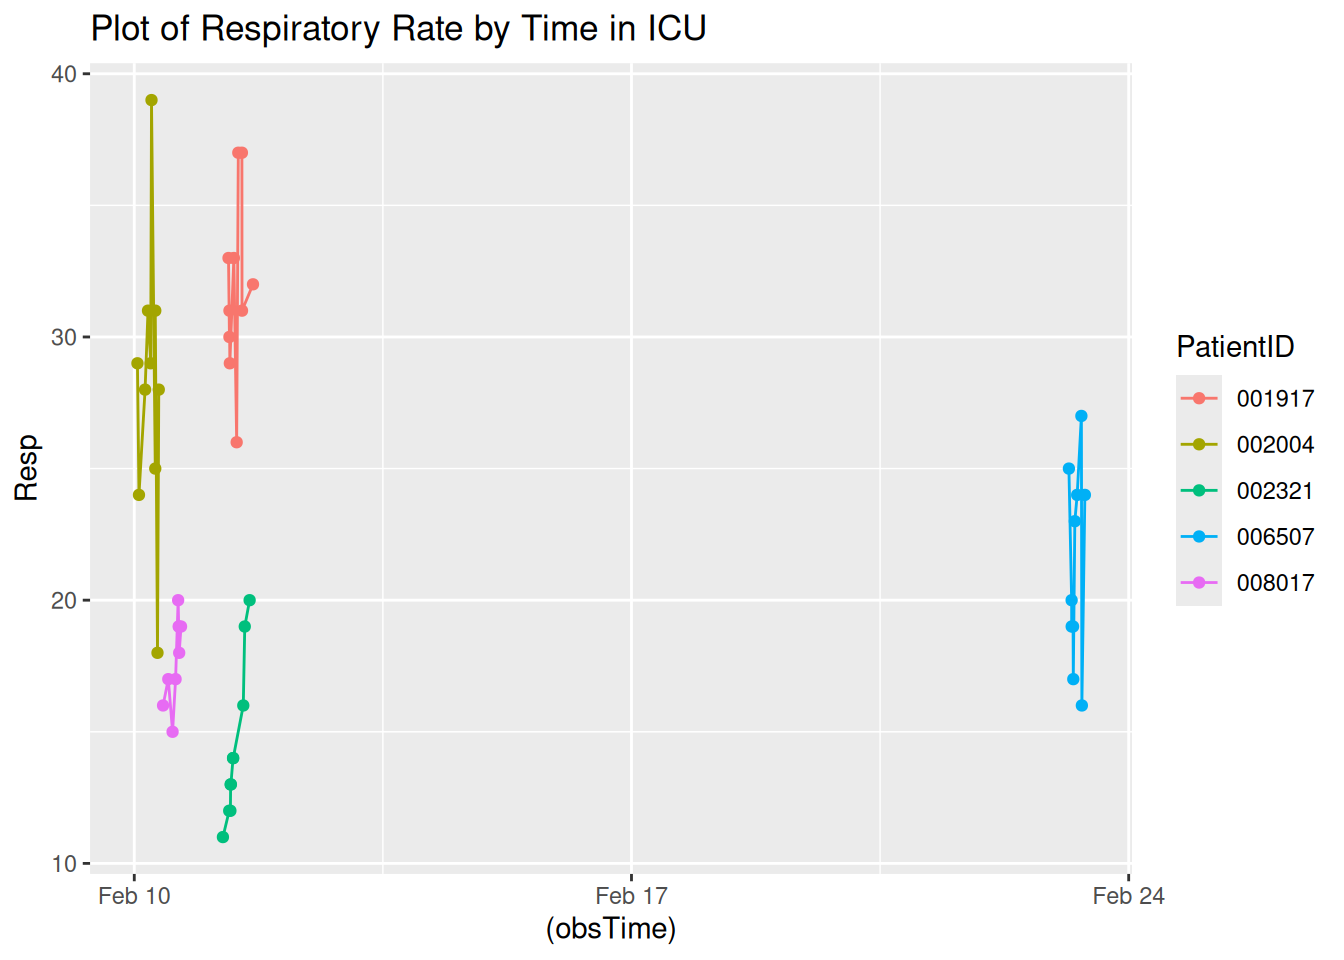 Plot of Respiratory Rate by Time in ICU
40
30
20
10
Resp
Feb 10
Feb 17
Feb 24
(obsTime)
PatientID
001917
002004
002321
006507
008017